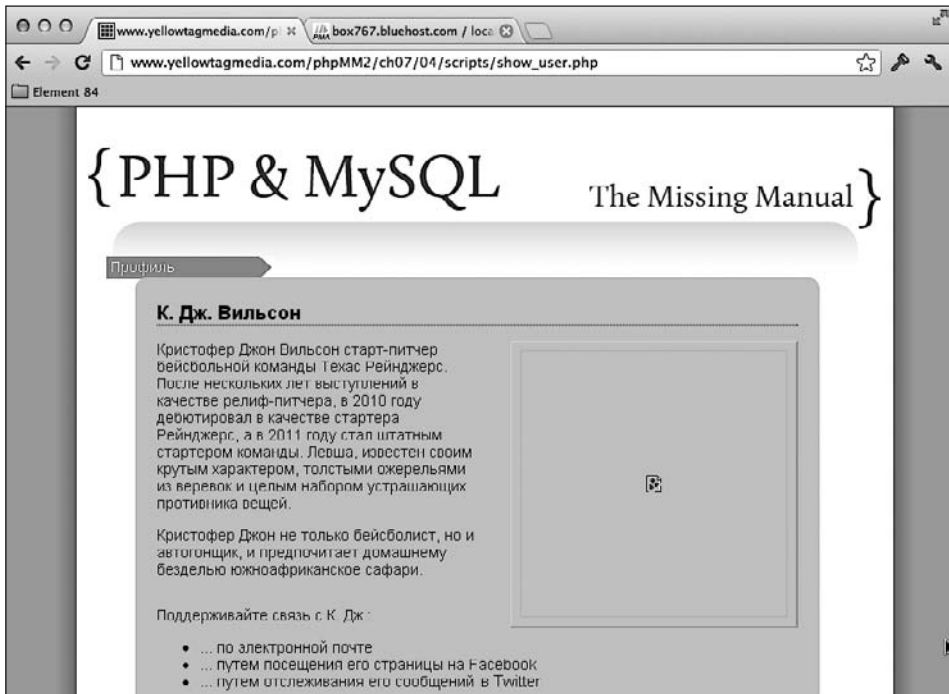 www.yellowtagmedia.com/p
box767.bluehost.com / loca
www.yellowtagmedia.com/phpMM2/ch07/04/scripts/show_user.php
Element 84
{PHP & MySQL
The Missing Manual}
Профиль
К. Дж. Вильсон
Кристофер Джон Вильсон старт-питчер
бейсбольной команды Техас Рейнджерс.
После нескольких лет выступлений в
качестве релиф-питчера, в 2010 году
дебютировал в качестве стартера
Рейнджерс, а в 2011 году стал штатным
стартером команды. Левша, известен своим
крутым характером, толстыми ожерельями
из веревок и целым набором устрашающих
противника вещей.
Кристофер Джон не только бейсболист, но и
автогонщик, и предпочитает домашнему
безделью южноафриканское сафари.
Поддерживайте связь с К. Дж.:
• ... по электронной почте
• ... путем посещения его страницы на Facebook
• ... путем отслеживания его сообщений в Twitter